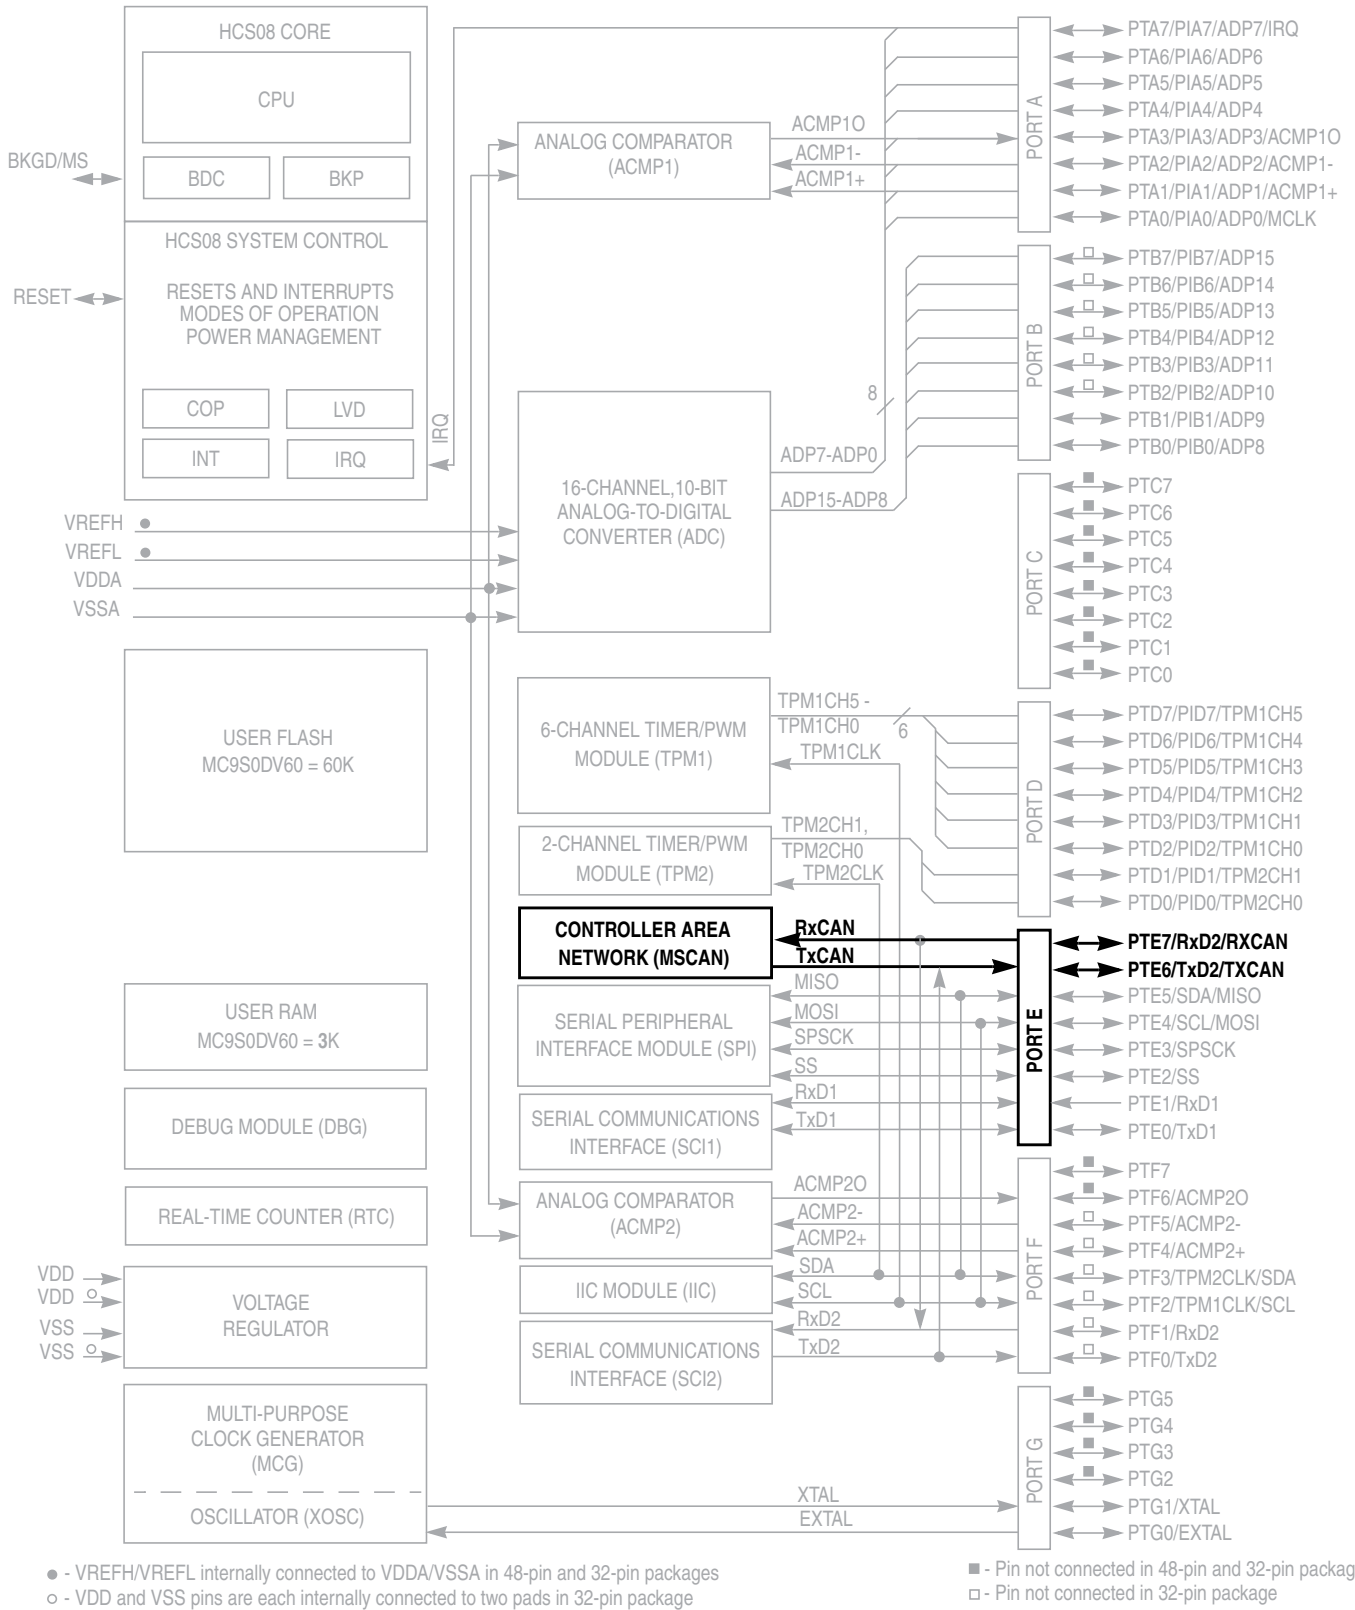 HCS08 CORE
CPU
BDC
BKP
BKGD/MS
HCS08 SYSTEM CONTROL
RESETS AND INTERRUPTS
MODES OF OPERATION
POWER MANAGEMENT
RESET
COP
LVD
INT
IRQ
IRQ
VREFH
VREFL
VDDA
VSSA
USER FLASH
MC9S0DV60 = 60K
USER RAM
MC9S0DV60 = 3K
DEBUG MODULE (DBG)
REAL-TIME COUNTER (RTC)
VDD
VDD
VSS
VSS
VOLTAGE
REGULATOR
MULTI-PURPOSE
CLOCK GENERATOR
(MCG)
OSCILLATOR (XOSC)
ANALOG COMPARATOR
(ACMP1)
ACMP1O
ACMP1-
ACMP1+
16-CHANNEL,10-BIT
ANALOG-TO-DIGITAL
CONVERTER (ADC)
8
ADP7-ADP0
ADP15-ADP8
6-CHANNEL TIMER/PWM
MODULE (TPM1)
TPM1CH5 -
TPM1CH0
6
TPM1CLK
2-CHANNEL TIMER/PWM
MODULE (TPM2)
TPM2CH1,
TPM2CH0
TPM2CLK
CONTROLLER AREA
NETWORK (MSCAN)
RxCAN
TxCAN
SERIAL PERIPHERAL
INTERFACE MODULE (SPI)
MISO
MOSI
SPSCK
SS
SERIAL COMMUNICATIONS
INTERFACE (SCI1)
RxD1
TxD1
ANALOG COMPARATOR
(ACMP2)
ACMP2O
ACMP2-
ACMP2+
IIC MODULE (IIC)
SDA
SCL
SERIAL COMMUNICATIONS
INTERFACE (SCI2)
RxD2
TxD2
XTAL
EXTAL
PORT A
PTA7/PIA7/ADP7/IRQ
PTA6/PIA6/ADP6
PTA5/PIA5/ADP5
PTA4/PIA4/ADP4
PTA3/PIA3/ADP3/ACMP1O
PTA2/PIA2/ADP2/ACMP1-
PTA1/PIA1/ADP1/ACMP1+
PTA0/PIA0/ADP0/MCLK
PORT B
PTB7/PIB7/ADP15
PTB6/PIB6/ADP14
PTB5/PIB5/ADP13
PTB4/PIB4/ADP12
PTB3/PIB3/ADP11
PTB2/PIB2/ADP10
PTB1/PIB1/ADP9
PTB0/PIB0/ADP8
PORT C
PTC7
PTC6
PTC5
PTC4
PTC3
PTC2
PTC1
PTC0
PORT D
PTD7/PID7/TPM1CH5
PTD6/PID6/TPM1CH4
PTD5/PID5/TPM1CH3
PTD4/PID4/TPM1CH2
PTD3/PID3/TPM1CH1
PTD2/PID2/TPM1CH0
PTD1/PID1/TPM2CH1
PTD0/PID0/TPM2CH0
PORT E
PTE7/RxD2/RXCAN
PTE6/TxD2/TXCAN
PTE5/SDA/MISO
PTE4/SCL/MOSI
PTE3/SPSCK
PTE2/SS
PTE1/RxD1
PTE0/TxD1
PORT F
PTF7
PTF6/ACMP2O
PTF5/ACMP2-
PTF4/ACMP2+
PTF3/TPM2CLK/SDA
PTF2/TPM1CLK/SCL
PTF1/RxD2
PTF0/TxD2
PORT G
PTG5
PTG4
PTG3
PTG2
PTG1/XTAL
PTG0/EXTAL
● - VREFH/VREFL internally connected to VDDA/VSSA in 48-pin and 32-pin packages
○ - VDD and VSS pins are each internally connected to two pads in 32-pin package
■ - Pin not connected in 48-pin and 32-pin packag
□ - Pin not connected in 32-pin package